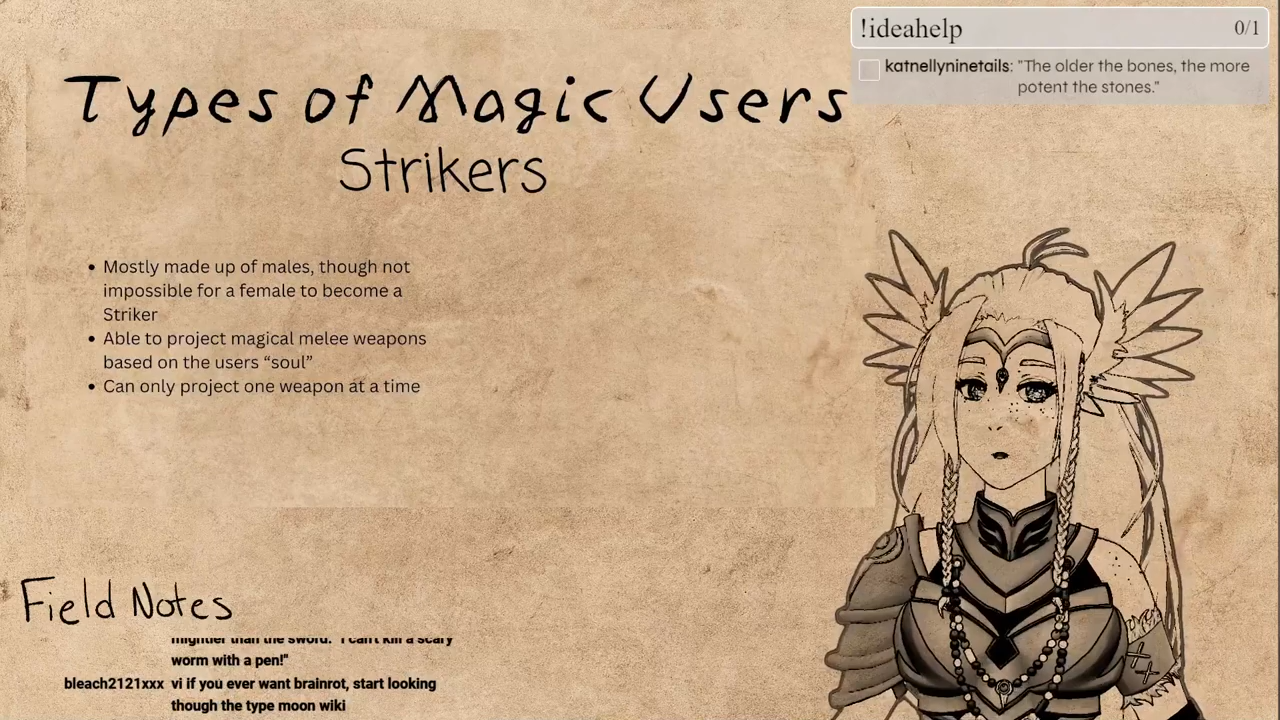 !ideahelp 0/1
katnellyninetails: "The older the bones, the more
potent the stones."
Types of Magic Users
Strikers
Mostly made up of males, though not
impossible for a female to become a
Striker
Able to project magical melee weapons
based on the users “soul”
Can only project one weapon at a time
Field Notes
mightier than the sword." "I can't kill a scary
worm with a pen!"
bleach2121xxx vi if you ever want brainrot, start looking
though the type moon wiki